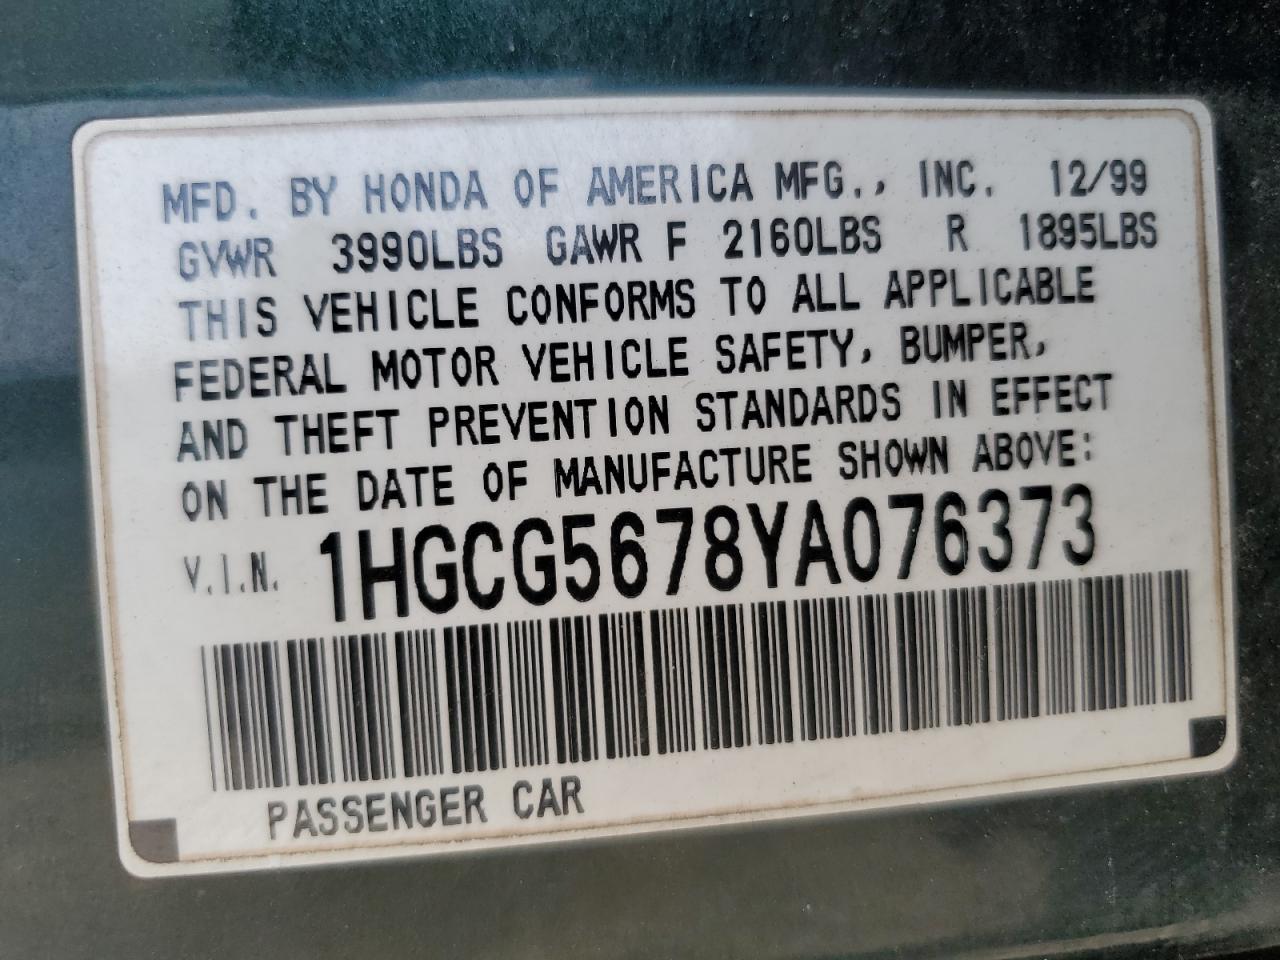 MFD. BY HONDA OF AMERICA MFG., INC. 12/99
GVWR 3990LBS GAWR F 2160LBS R 1895LBS
THIS VEHICLE CONFORMS TO ALL APPLICABLE
FEDERAL MOTOR VEHICLE SAFETY, BUMPER,
AND THEFT PREVENTION STANDARDS IN EFFECT
ON THE DATE OF MANUFACTURE SHOWN ABOVE:
V.I.N. 1HGCG5678YA076373
PASSENGER CAR